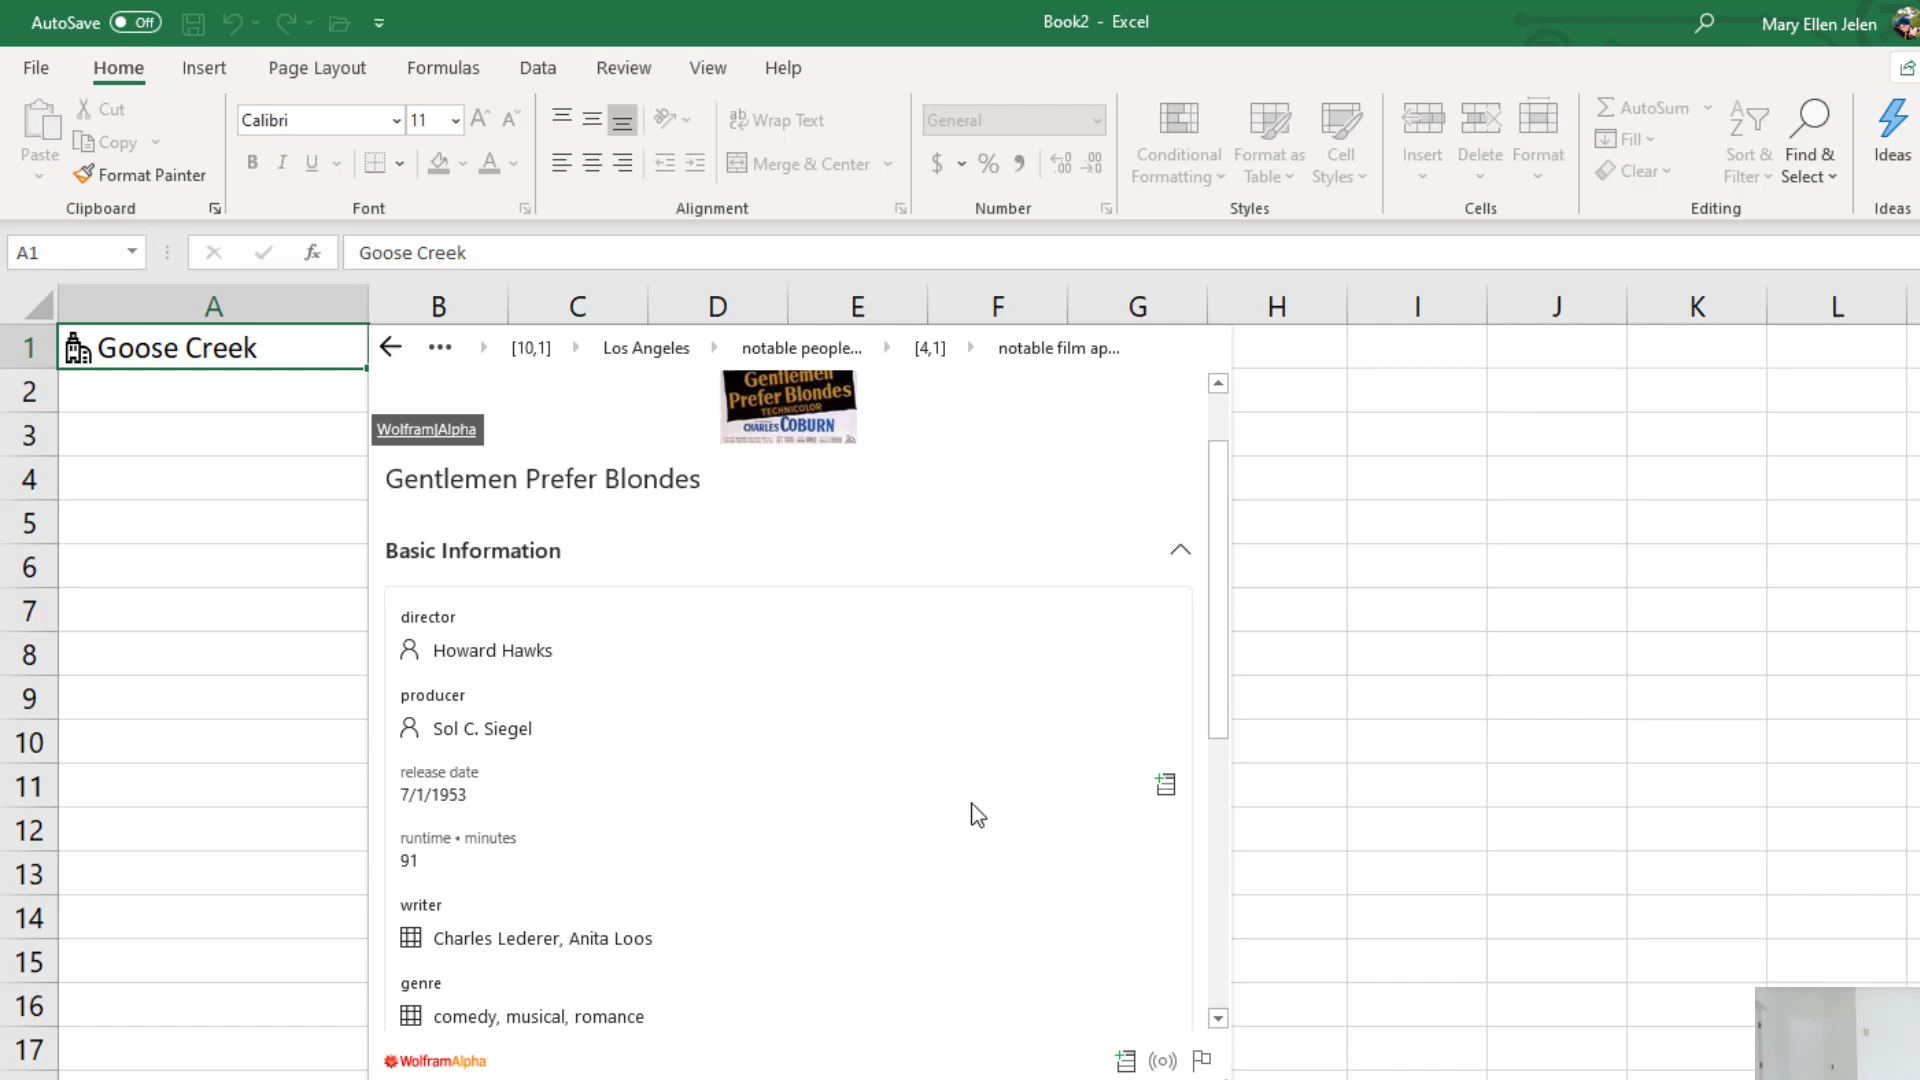 AutoSave Off
Book2 - Excel
Mary Ellen Jelen
File Home Insert Page Layout Formulas Data Review View Help
Paste
Cut
Copy
Format Painter
Clipboard
Calibri 11
B I U
Font
Wrap Text
Merge & Center
Alignment
General
$ % 9
Number
Conditional Formatting
Format as Table
Cell Styles
Styles
Insert
Delete
Format
Cells
AutoSum
Fill
Clear
Sort & Filter
Find & Select
Editing
Ideas
Ideas
A1
fx
Goose Creek
A B C D E F G H I J K L
1 Goose Creek
2
3
4
5
6
7
8
9
10
11
12
13
14
15
16
17
[10,1] Los Angeles notable people... [4,1] notable film ap...
Gentlemen
Prefer Blondes
TECHNICOLOR
CHARLES COBURN
Wolfram|Alpha
Gentlemen Prefer Blondes
Basic Information
director
Howard Hawks
producer
Sol C. Siegel
release date
7/1/1953
runtime • minutes
91
writer
Charles Lederer, Anita Loos
genre
comedy, musical, romance
WolframAlpha